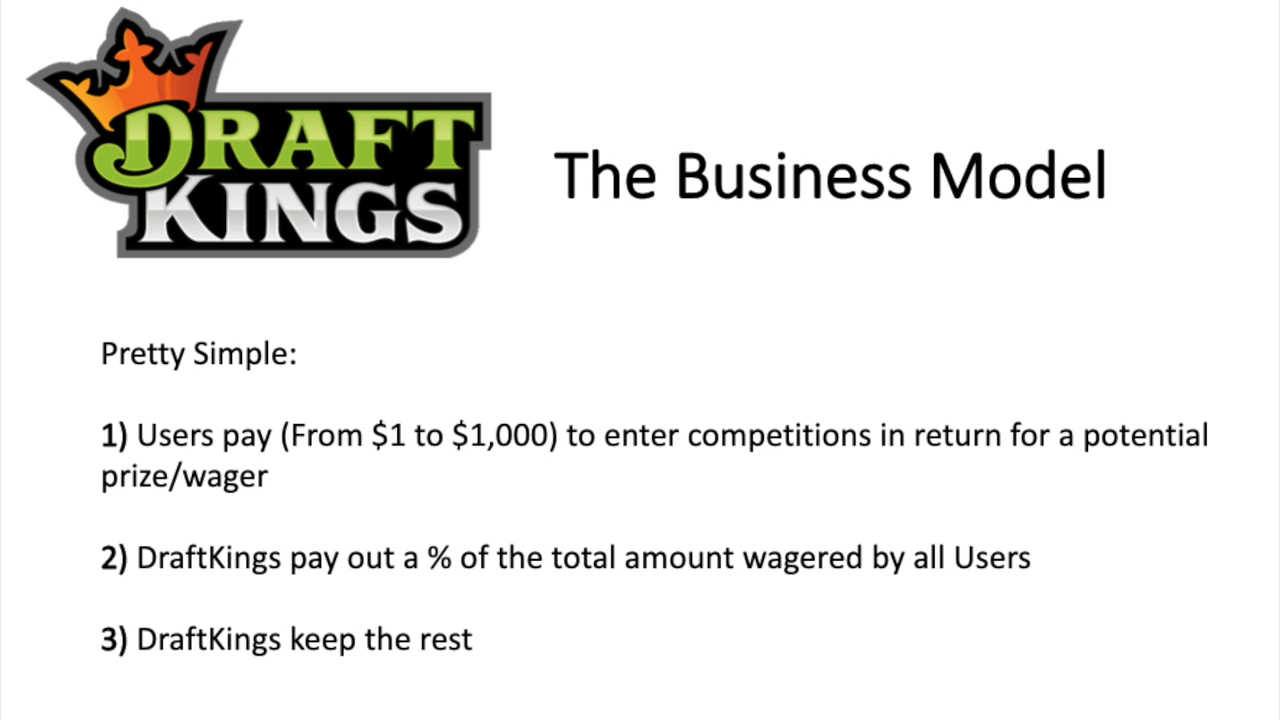 DRAFT
KINGS
The Business Model
Pretty Simple:
1) Users pay (From $1 to $1,000) to enter competitions in return for a potential
prize/wager
2) DraftKings pay out a % of the total amount wagered by all Users
3) DraftKings keep the rest